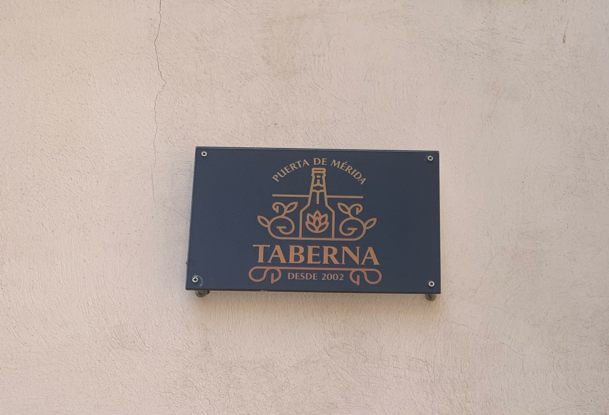 PUERTA DE MÉRIDA
TABERNA
DESDE 2002